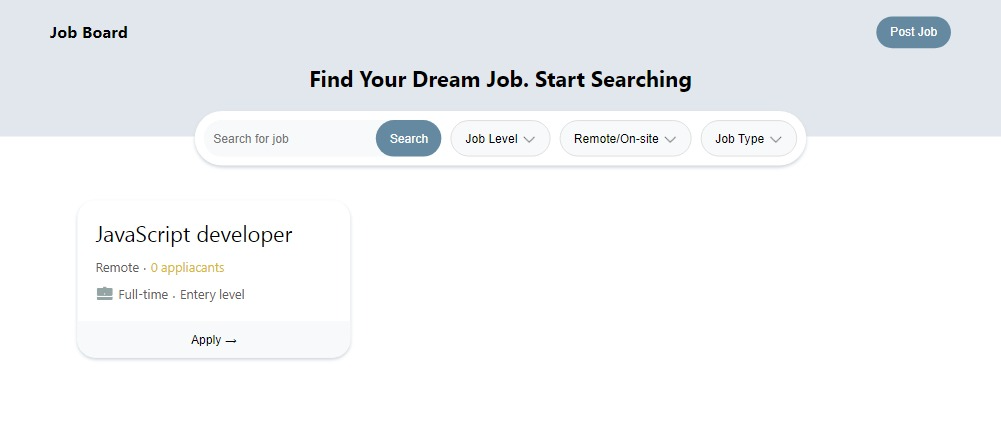 Job Board
Post Job
Find Your Dream Job. Start Searching
Search for job
Search
Job Level
Remote/On-site
Job Type
JavaScript developer
Remote · 0 appliacants
Full-time · Entery level
Apply →